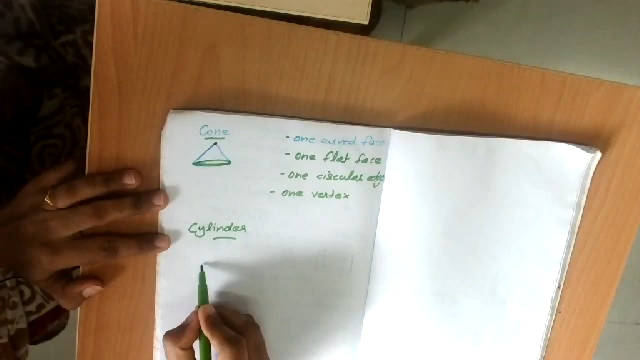 Cone
- one curved face
- one flat face
- one circular edge
- one vertex
Cylinder